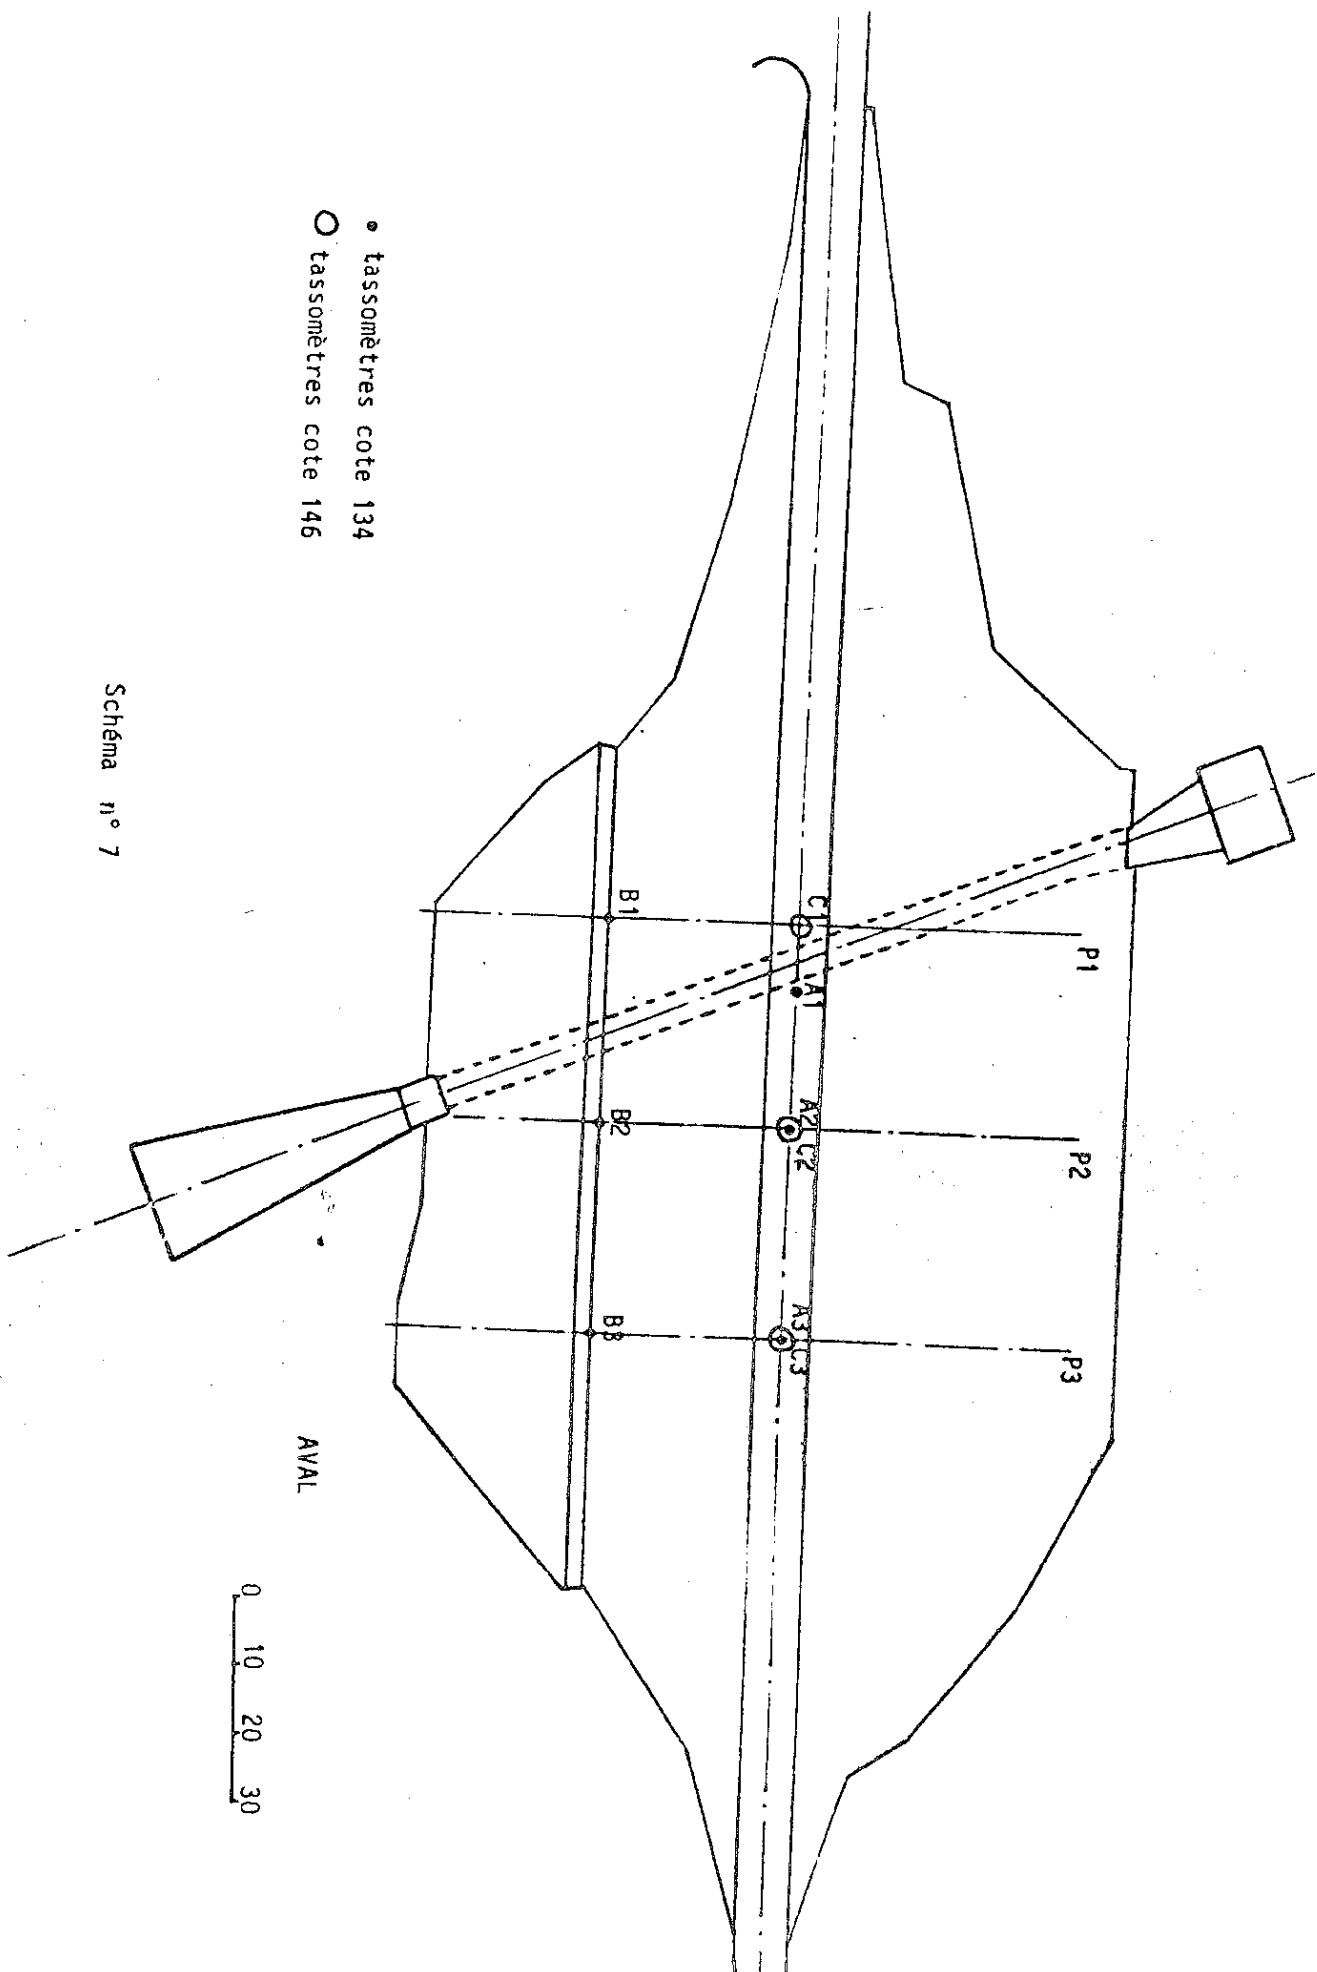 P1
P2
P3
C1
A1
A2
C2
A3
C3
B1
B2
B3
• tassomètres cote 134
O tassomètres cote 146
AVAL
0 10 20 30
Schéma n° 7